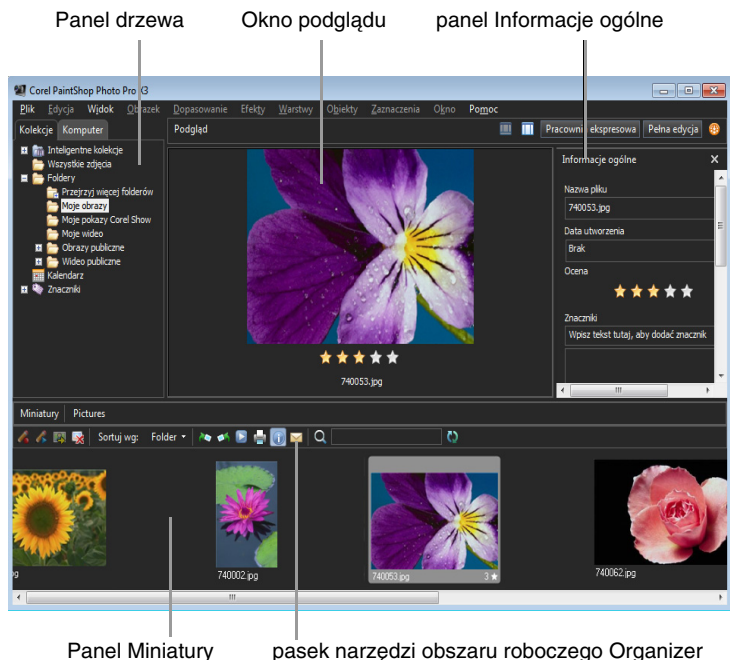 Panel drzewa
Okno podglądu
panel Informacje ogólne
Corel PaintShop Photo Pro X3
Plik Edycja Widok Obrazek Dopasowanie Efekty Warstwy Obiekty Zaznaczenia Okno Pomoc
Kolekcje Komputer
Podgląd
Pracownia ekspresowa Pełna edycja
Inteligentne kolekcje
Wszystkie zdjęcia
Foldery
Przejrzyj więcej folderów
Moje obrazy
Moje pokazy Corel Show
Moje wideo
Obrazy publiczne
Wideo publiczne
Kalendarz
Znaczniki
740053.jpg
Informacje ogólne
Nazwa pliku
740053.jpg
Data utworzenia
Brak
Ocena
Znaczniki
Wpisz tekst tutaj, aby dodać znacznik
Miniatury Pictures
Sortuj wg: Folder
740002.jpg
740053.jpg 3
740062.jpg
Panel Miniatury
pasek narzędzi obszaru roboczego Organizer